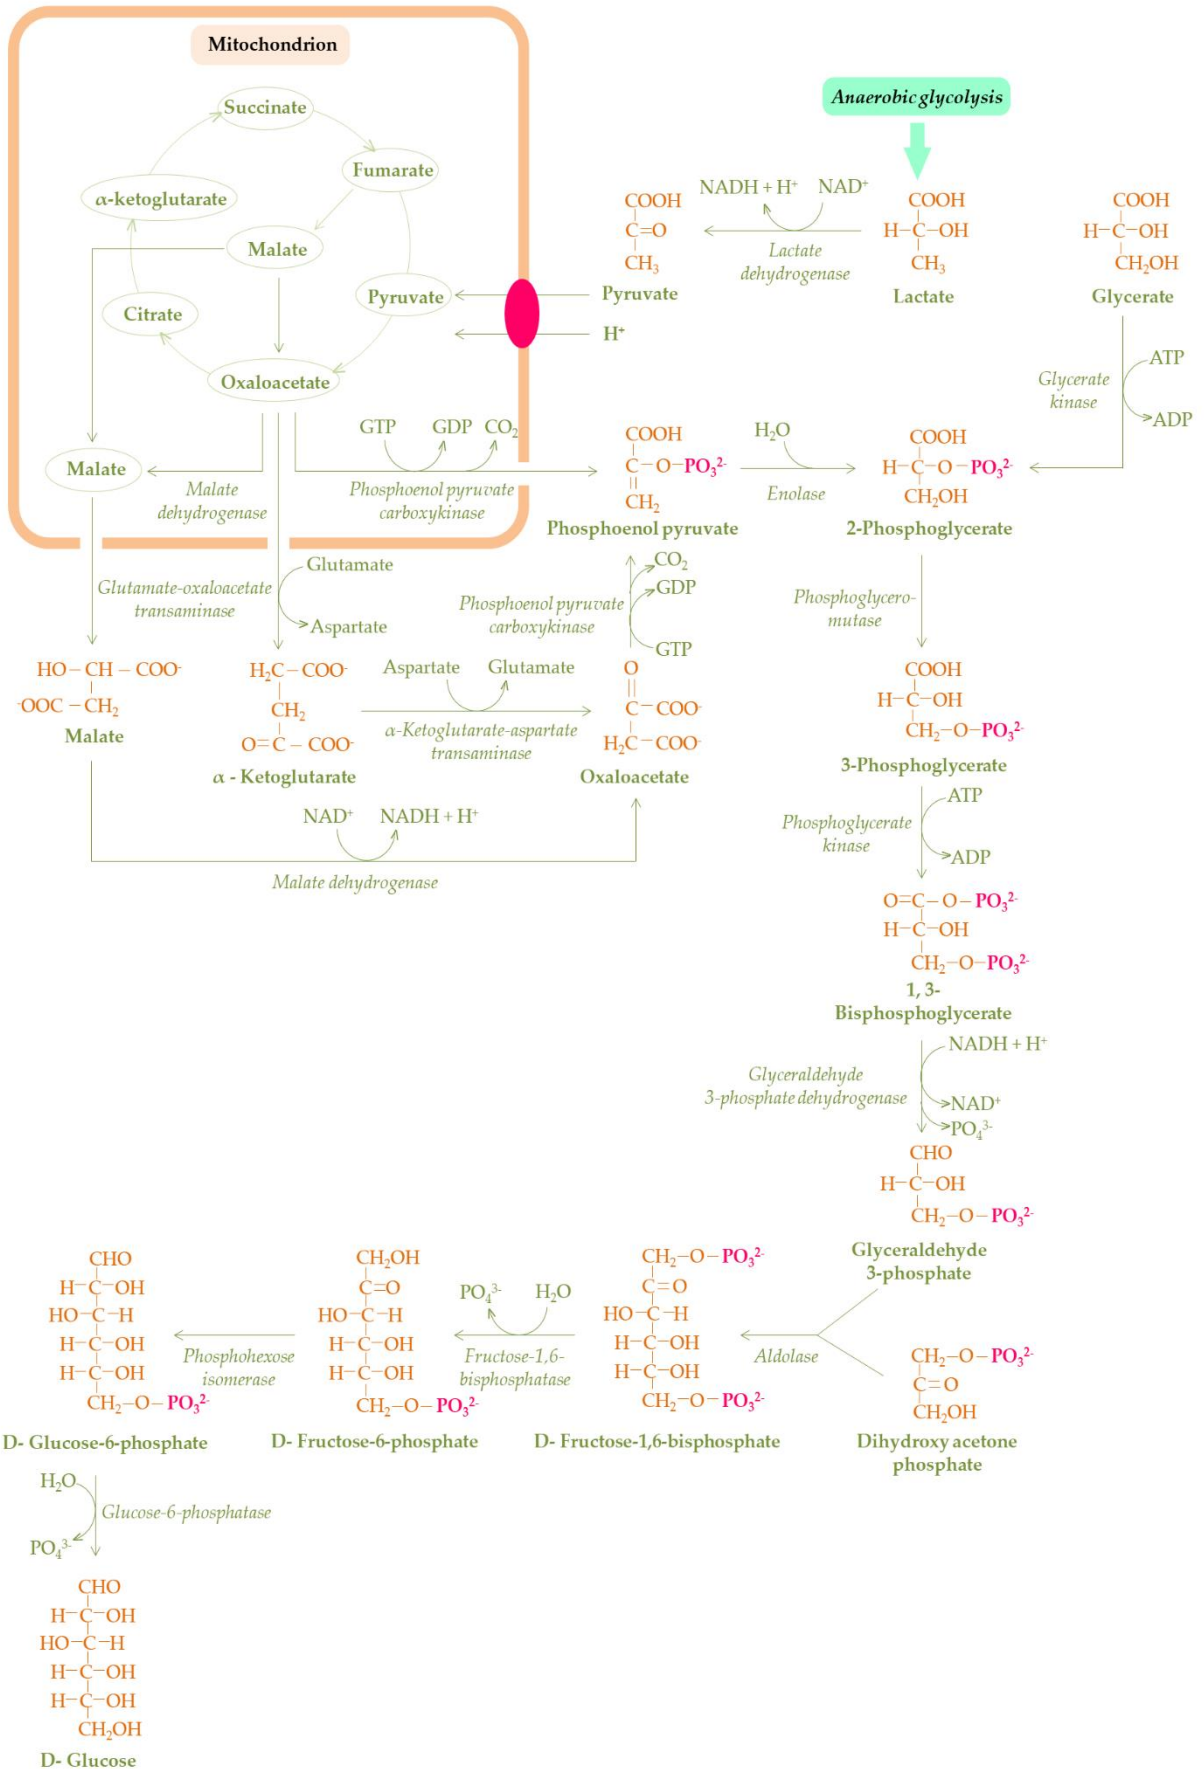 Mitochondrion
Succinate
Fumarate
α-ketoglutarate
Malate
Pyruvate
Citrate
Oxaloacetate
Malate
Malate
dehydrogenase
GTP
GDP
CO₂
Phosphoenol pyruvate
carboxykinase
Anaerobic glycolysis
COOH
C=O
CH₃
Pyruvate
H⁺
NADH + H⁺
NAD⁺
Lactate
dehydrogenase
COOH
H–C–OH
CH₃
Lactate
COOH
H–C–OH
CH₂OH
Glycerate
Glycerate
kinase
ATP
ADP
COOH
C – O – PO₃²⁻
CH₂
Phosphoenol pyruvate
H₂O
Enolase
COOH
H – C – O – PO₃²⁻
CH₂OH
2-Phosphoglycerate
Glutamate
Aspartate
Glutamate-oxaloacetate
transaminase
Phosphoenol pyruvate
carboxykinase
CO₂
GDP
GTP
Phosphoglycero-
mutase
HO – CH – COO⁻
⁻OOC – CH₂
Malate
H₂C – COO⁻
CH₂
O=C – COO⁻
α - Ketoglutarate
Aspartate
Glutamate
α-Ketoglutarate-aspartate
transaminase
O
C – COO⁻
H₂C – COO⁻
Oxaloacetate
COOH
H–C–OH
CH₂–O–PO₃²⁻
3-Phosphoglycerate
NAD⁺
NADH + H⁺
Malate dehydrogenase
Phosphoglycerate
kinase
ATP
ADP
O=C – O – PO₃²⁻
H–C–OH
CH₂–O–PO₃²⁻
1, 3-
Bisphosphoglycerate
Glyceraldehyde
3-phosphate dehydrogenase
NADH + H⁺
NAD⁺
PO₄³⁻
CHO
H–C–OH
CH₂–O–PO₃²⁻
Glyceraldehyde
3-phosphate
CH₂–O–PO₃²⁻
C=O
CH₂OH
Dihydroxy acetone
phosphate
Aldolase
CH₂–O–PO₃²⁻
C=O
HO–C–H
H–C–OH
H–C–OH
CH₂–O–PO₃²⁻
D- Fructose-1,6-bisphosphate
PO₄³⁻
H₂O
Fructose-1,6-
bisphosphatase
CH₂OH
C=O
HO–C–H
H–C–OH
H–C–OH
CH₂–O–PO₃²⁻
D- Fructose-6-phosphate
Phosphohexose
isomerase
CHO
H–C–OH
HO–C–H
H–C–OH
H–C–OH
CH₂–O–PO₃²⁻
D- Glucose-6-phosphate
H₂O
Glucose-6-phosphatase
PO₄³⁻
CHO
H–C–OH
HO–C–H
H–C–OH
H–C–OH
CH₂OH
D- Glucose